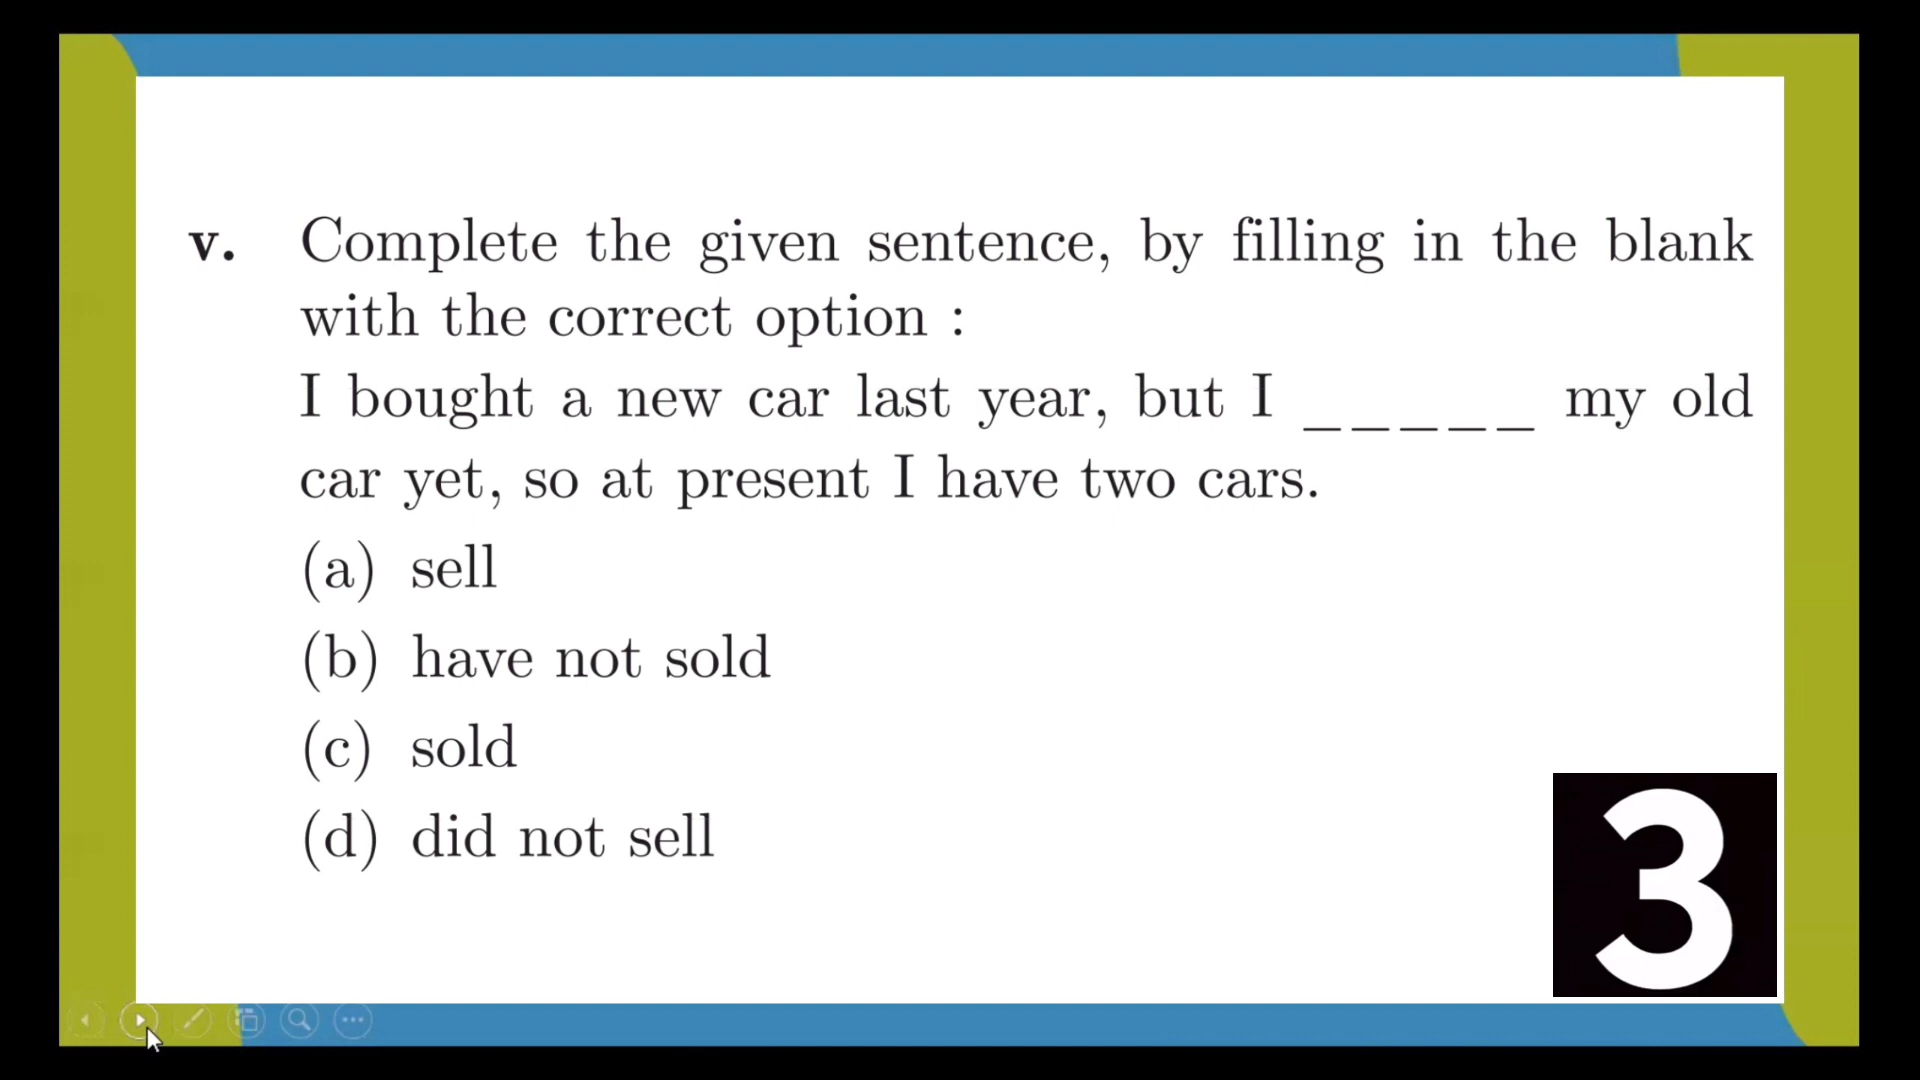 v. Complete the given sentence, by filling in the blank
with the correct option :
I bought a new car last year, but I _____ my old
car yet, so at present I have two cars.
(a) sell
(b) have not sold
(c) sold
(d) did not sell
3